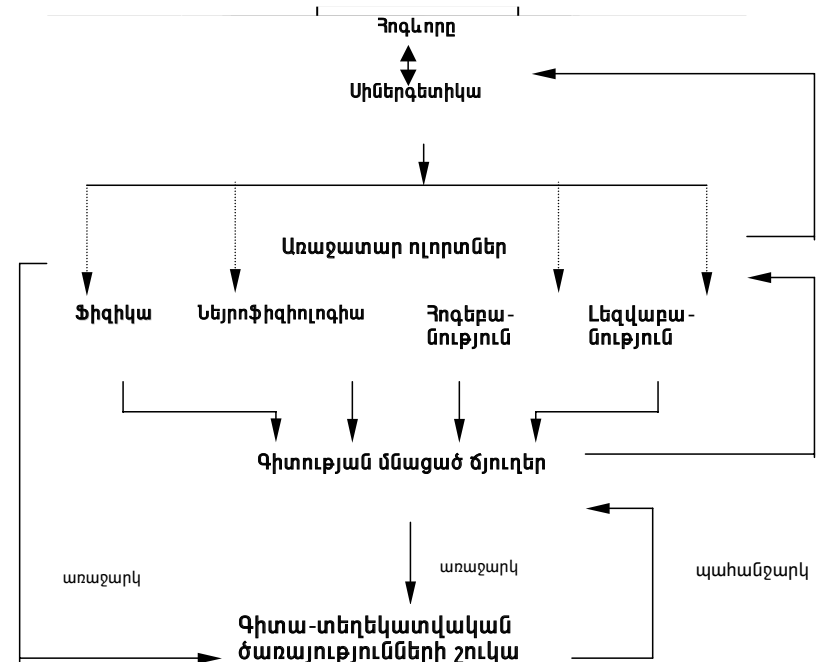 Հոգևորը
Սիներգետիկա
Առաջատար ոլորտներ
Ֆիզիկա
Նեյրոֆիզիոլոգիա
Հոգեբա-
նություն
Լեզվաբա-
նություն
Գիտության մնացած ճյուղեր
առաջարկ
առաջարկ
պահանջարկ
Գիտա-տեղեկատվական
ծառայությունների շուկա